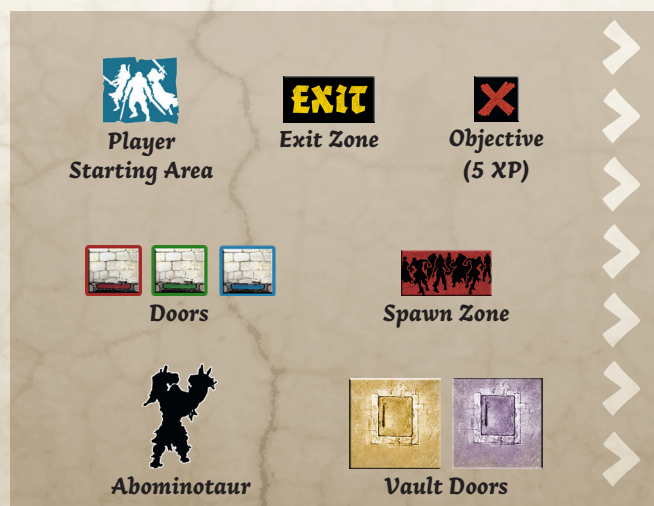 EXIT
Player
Starting Area
Exit Zone
Objective
(5 XP)
Doors
Spawn Zone
Abominotaur
Vault Doors